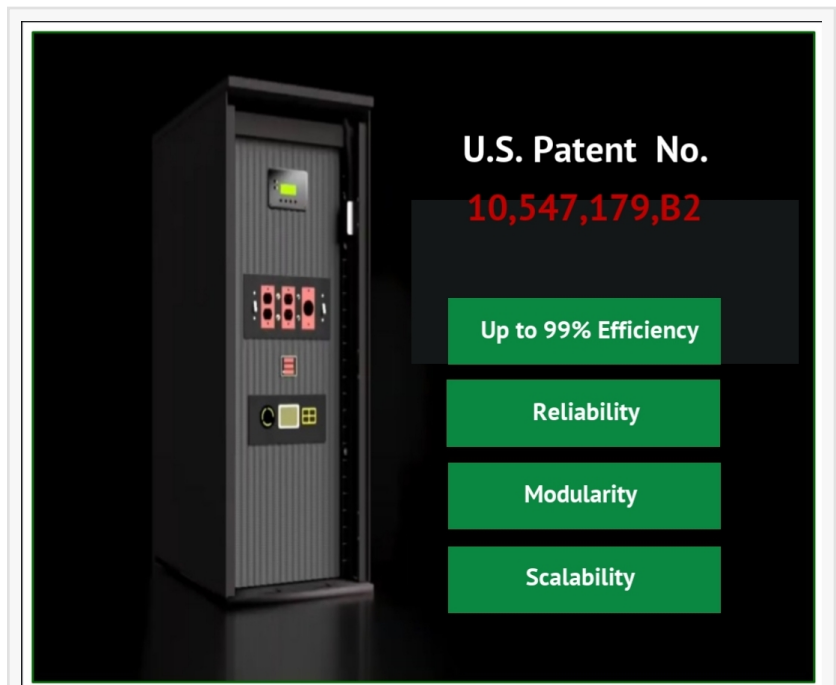 U.S. Patent No.
10,547,179,B2
Up to 99% Efficiency
Reliability
Modularity
Scalability